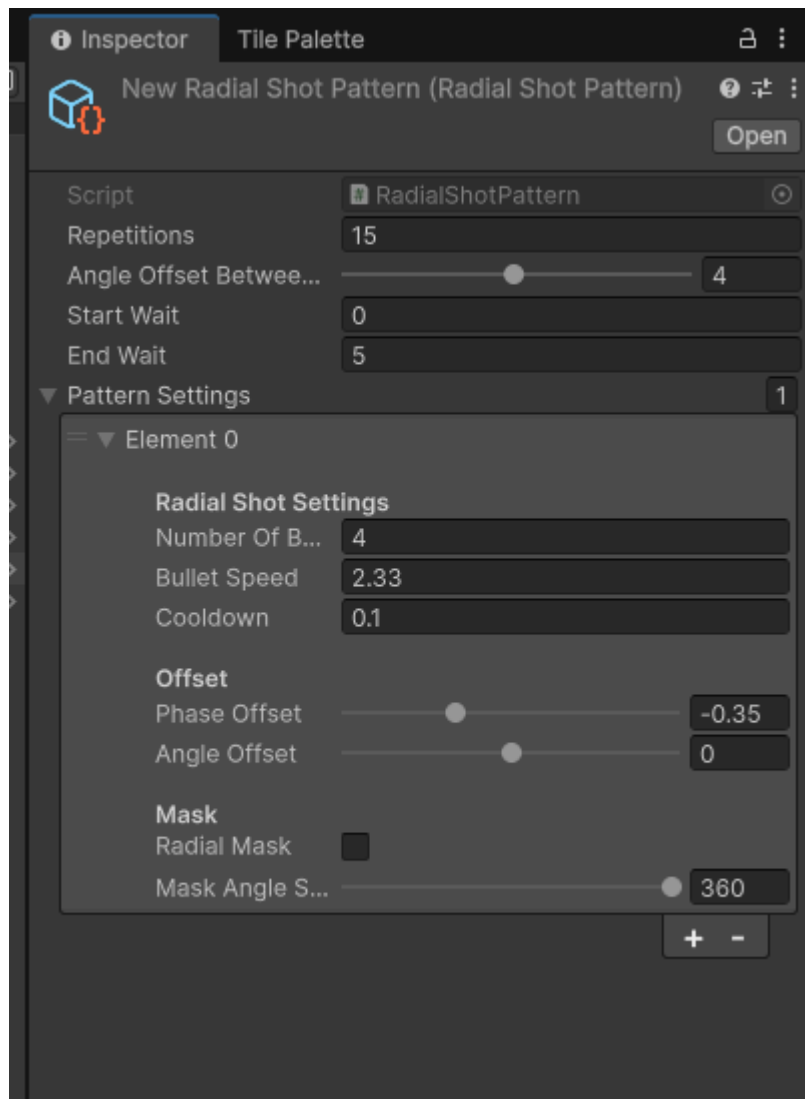 Inspector Tile Palette
New Radial Shot Pattern (Radial Shot Pattern)
Open
Script RadialShotPattern
Repetitions 15
Angle Offset Betwee... 4
Start Wait 0
End Wait 5
Pattern Settings 1
Element 0
Radial Shot Settings
Number Of B... 4
Bullet Speed 2.33
Cooldown 0.1
Offset
Phase Offset -0.35
Angle Offset 0
Mask
Radial Mask
Mask Angle S... 360
+ -